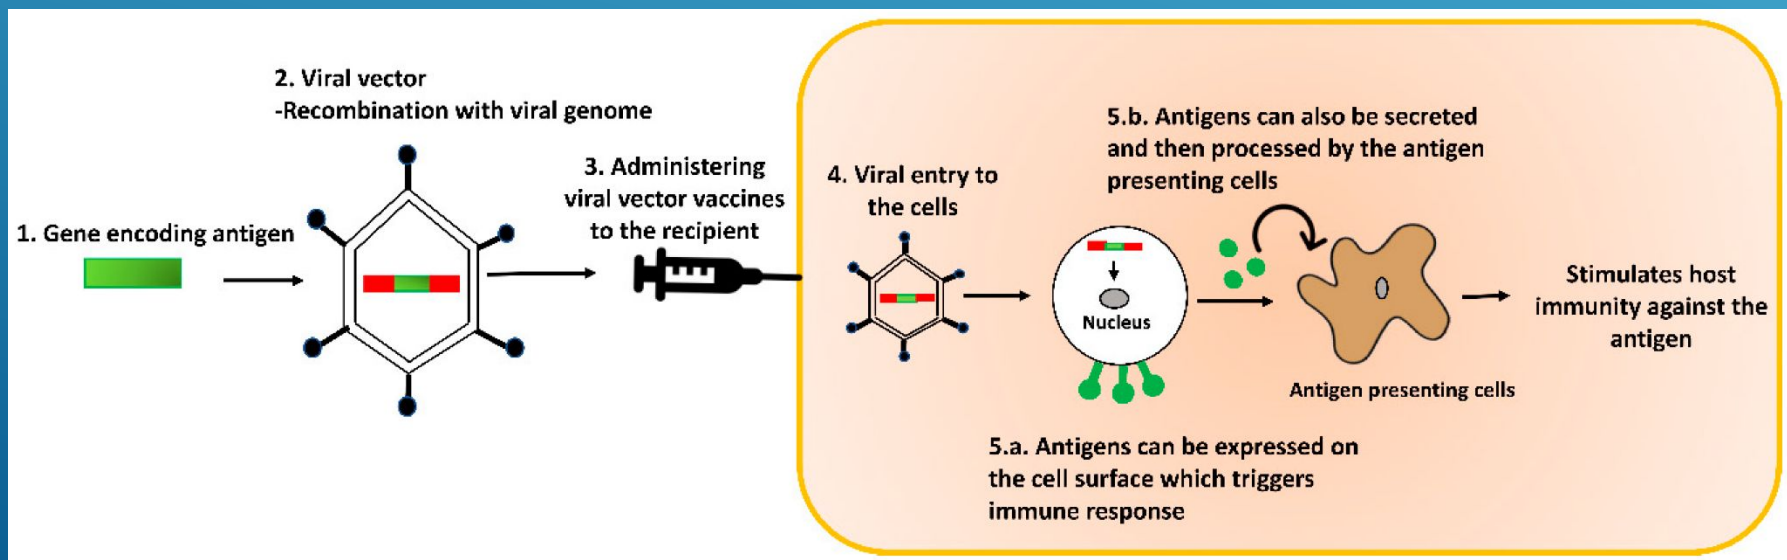 1. Gene encoding antigen
2. Viral vector
-Recombination with viral genome
3. Administering
viral vector vaccines
to the recipient
4. Viral entry to
the cells
Nucleus
5.a. Antigens can be expressed on
the cell surface which triggers
immune response
5.b. Antigens can also be secreted
and then processed by the antigen
presenting cells
Antigen presenting cells
Stimulates host
immunity against the
antigen